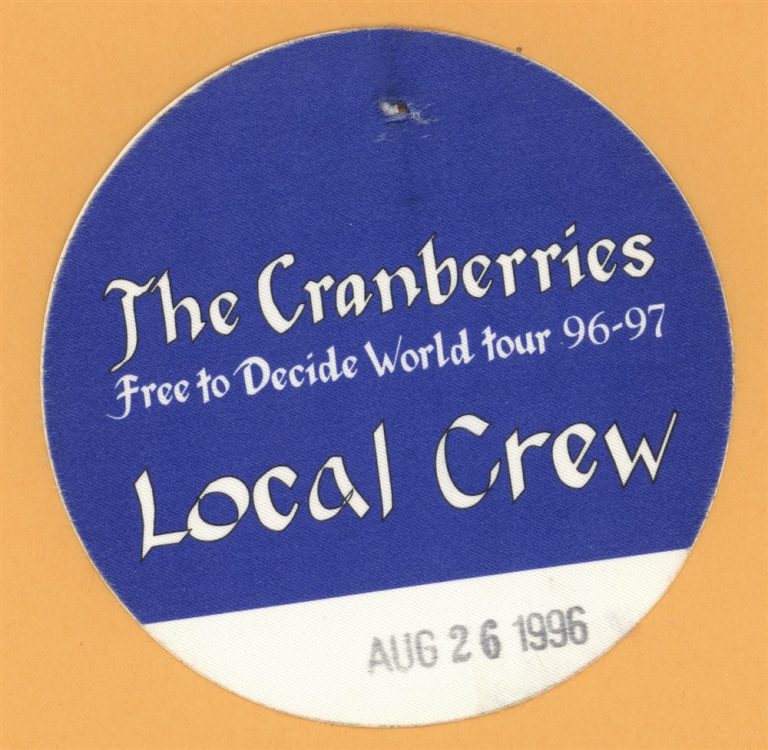 The Cranberries
Free to Decide World tour 96-97
Local Crew
AUG 26 1996